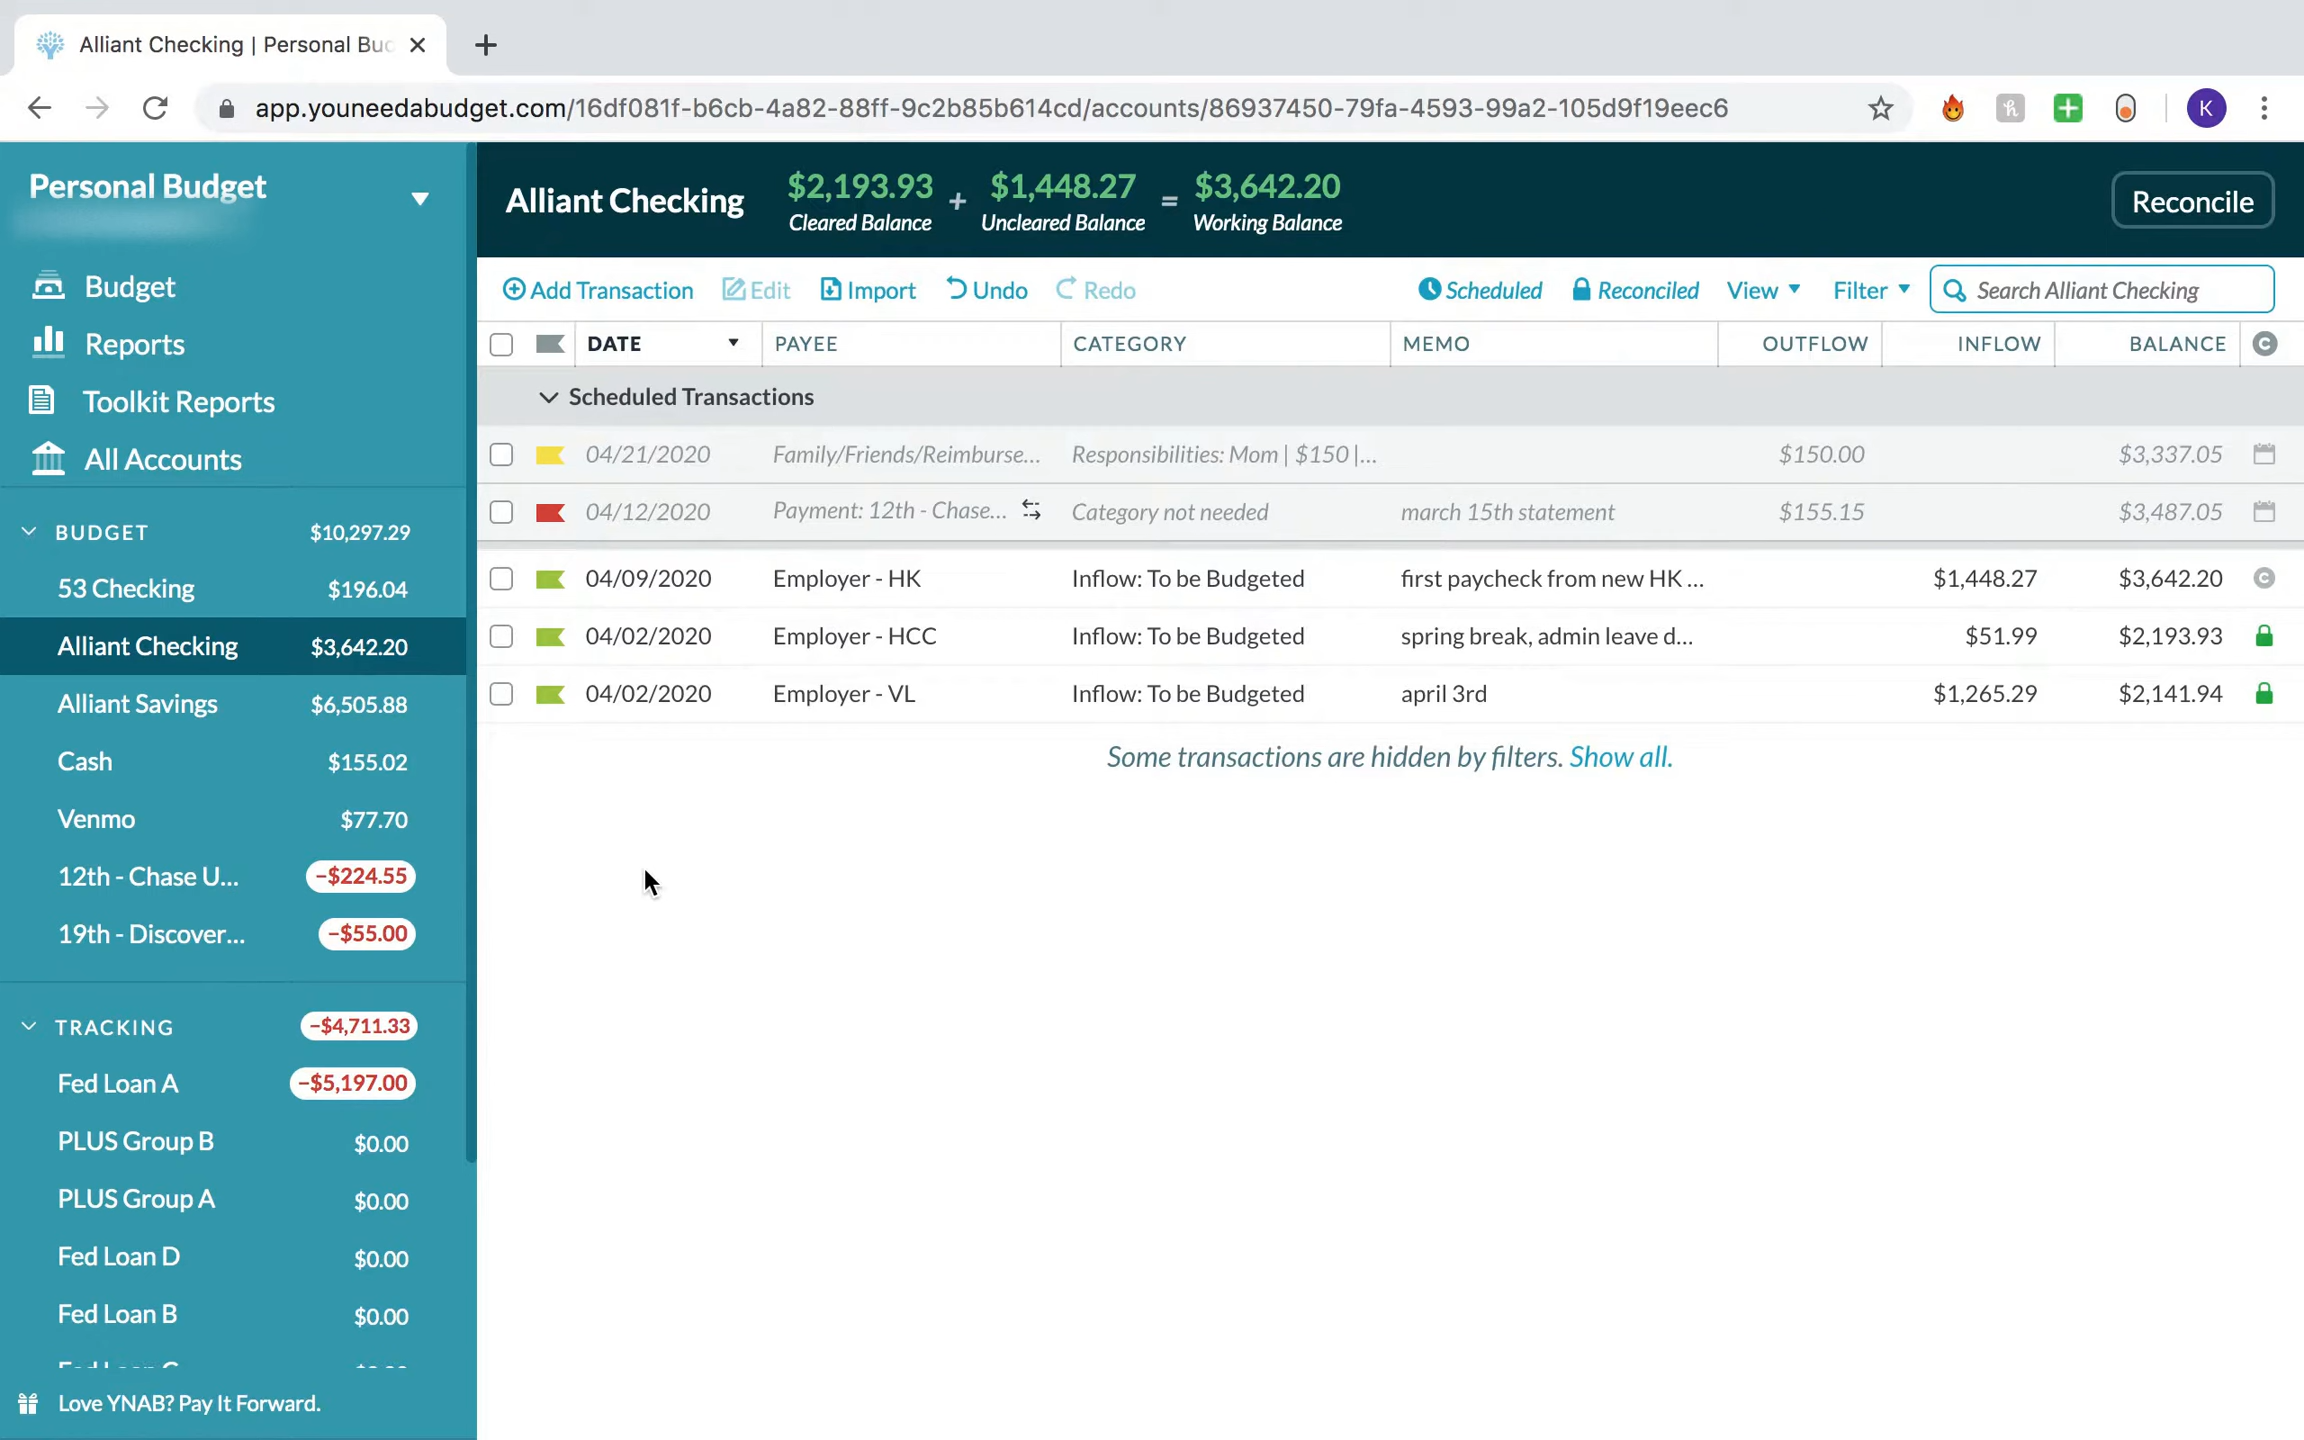 Alliant Checking | Personal Bu
app.youneedabudget.com/16df081f-b6cb-4a82-88ff-9c2b85b614cd/accounts/86937450-79fa-4593-99a2-105d9f19eec6
K
Personal Budget
Budget
Reports
Toolkit Reports
All Accounts
BUDGET $10,297.29
53 Checking $196.04
Alliant Checking $3,642.20
Alliant Savings $6,505.88
Cash $155.02
Venmo $77.70
12th - Chase U... -$224.55
19th - Discover... -$55.00
TRACKING -$4,711.33
Fed Loan A -$5,197.00
PLUS Group B $0.00
PLUS Group A $0.00
Fed Loan D $0.00
Fed Loan B $0.00
Love YNAB? Pay It Forward.
Alliant Checking
$2,193.93 + $1,448.27 = $3,642.20
Cleared Balance Uncleared Balance Working Balance
Reconcile
Add Transaction Edit Import Undo Redo Scheduled Reconciled View Filter Search Alliant Checking
DATE PAYEE CATEGORY MEMO OUTFLOW INFLOW BALANCE C
Scheduled Transactions
04/21/2020 Family/Friends/Reimburse... Responsibilities: Mom | $150 |... $150.00 $3,337.05
04/12/2020 Payment: 12th - Chase... Category not needed march 15th statement $155.15 $3,487.05
04/09/2020 Employer - HK Inflow: To be Budgeted first paycheck from new HK ... $1,448.27 $3,642.20 C
04/02/2020 Employer - HCC Inflow: To be Budgeted spring break, admin leave d... $51.99 $2,193.93
04/02/2020 Employer - VL Inflow: To be Budgeted april 3rd $1,265.29 $2,141.94
Some transactions are hidden by filters. Show all.